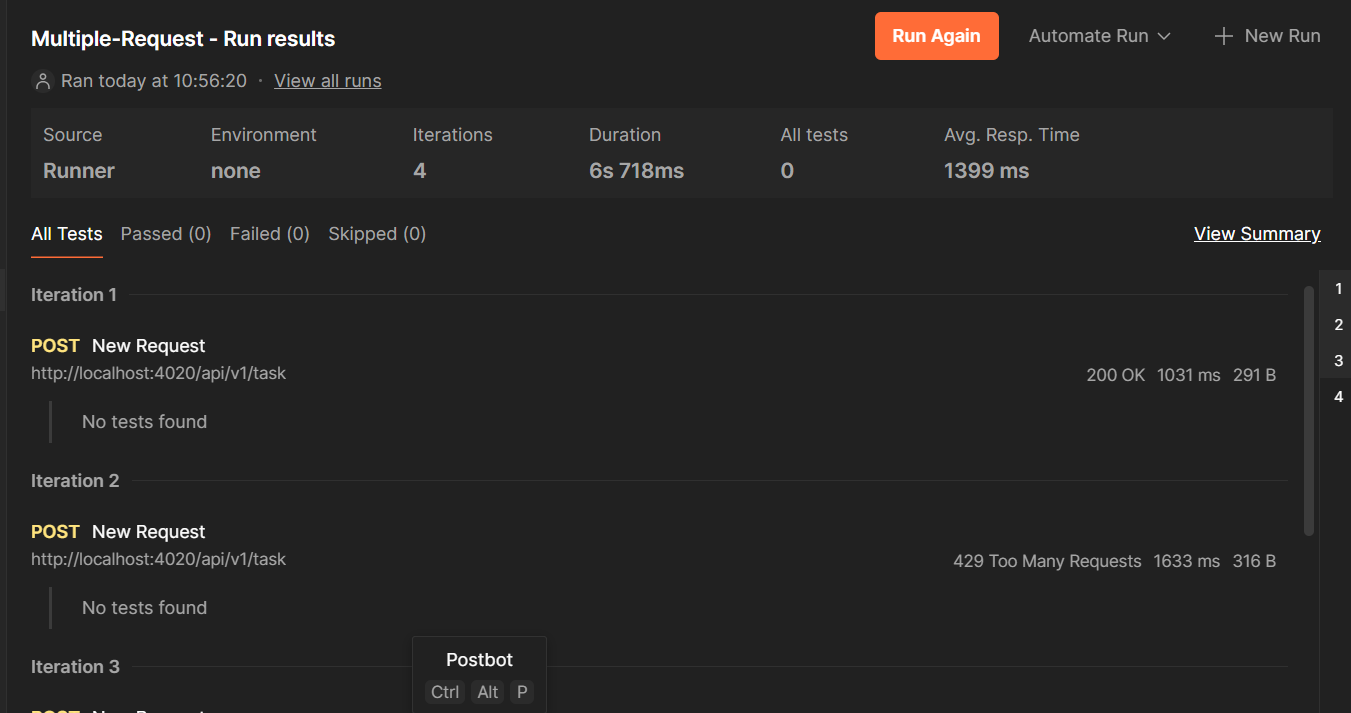 Multiple-Request - Run results
Run Again
Automate Run
New Run
Ran today at 10:56:20 · View all runs
Source Environment Iterations Duration All tests Avg. Resp. Time
Runner none 4 6s 718ms 0 1399 ms
All Tests Passed (0) Failed (0) Skipped (0) View Summary
Iteration 1
POST New Request
http://localhost:4020/api/v1/task
200 OK 1031 ms 291 B
No tests found
Iteration 2
POST New Request
http://localhost:4020/api/v1/task
429 Too Many Requests 1633 ms 316 B
No tests found
Iteration 3
Postbot
Ctrl Alt P
1
2
3
4